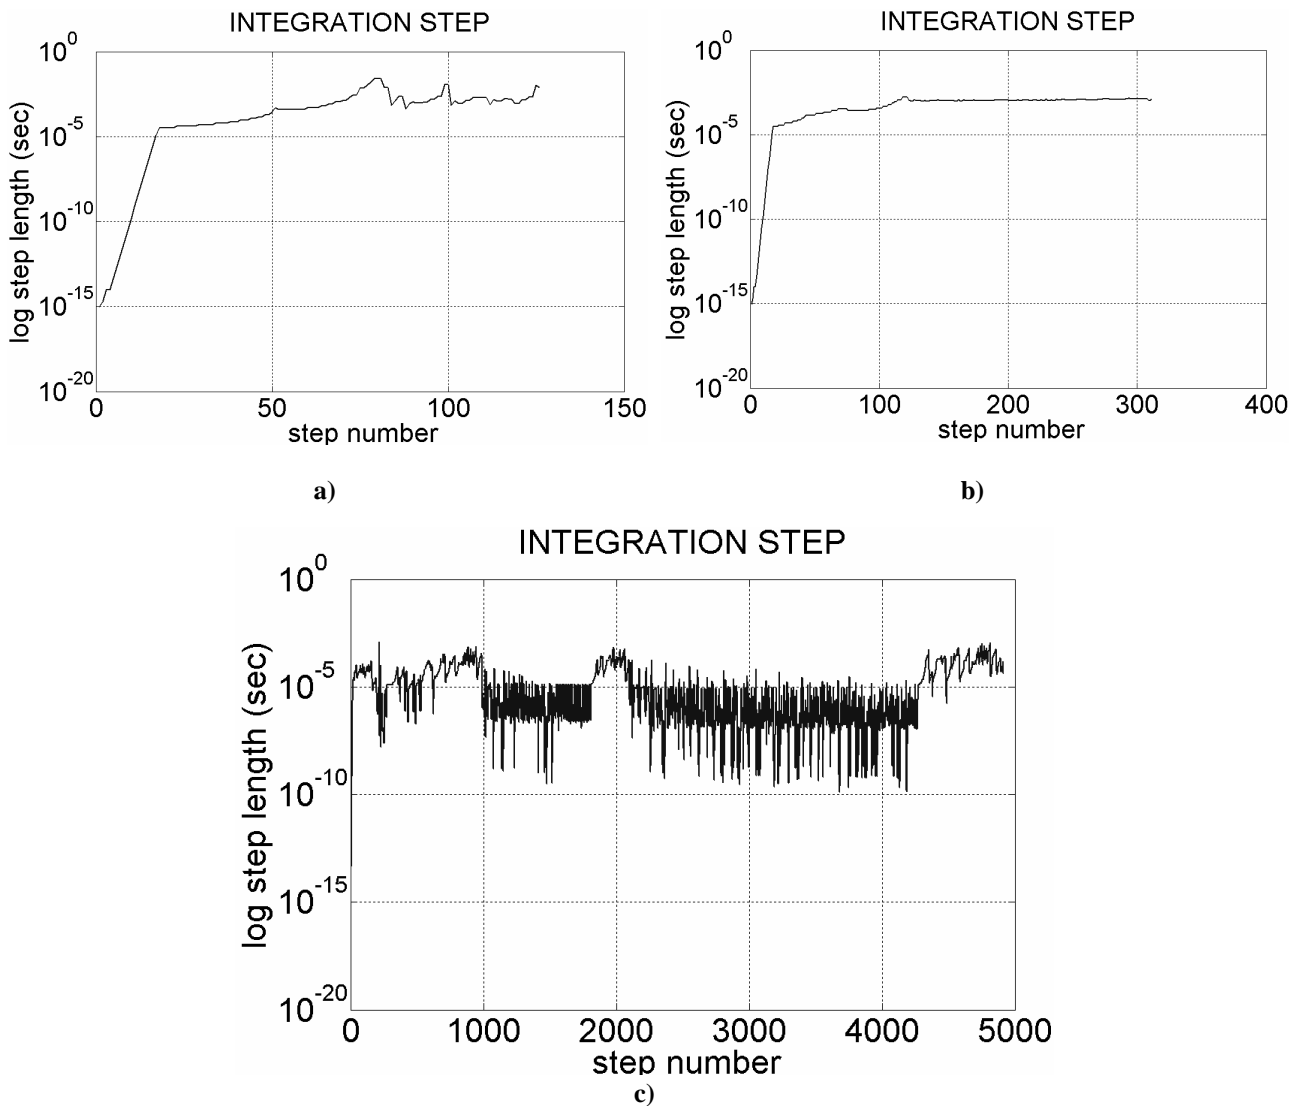 INTEGRATION STEP
10^0
10^-5
10^-10
10^-15
10^-20
log step length (sec)
0 50 100 150
step number
a)
INTEGRATION STEP
10^0
10^-5
10^-10
10^-15
10^-20
log step length (sec)
0 100 200 300 400
step number
b)
INTEGRATION STEP
10^0
10^-5
10^-10
10^-15
10^-20
log step length (sec)
0 1000 2000 3000 4000 5000
step number
c)